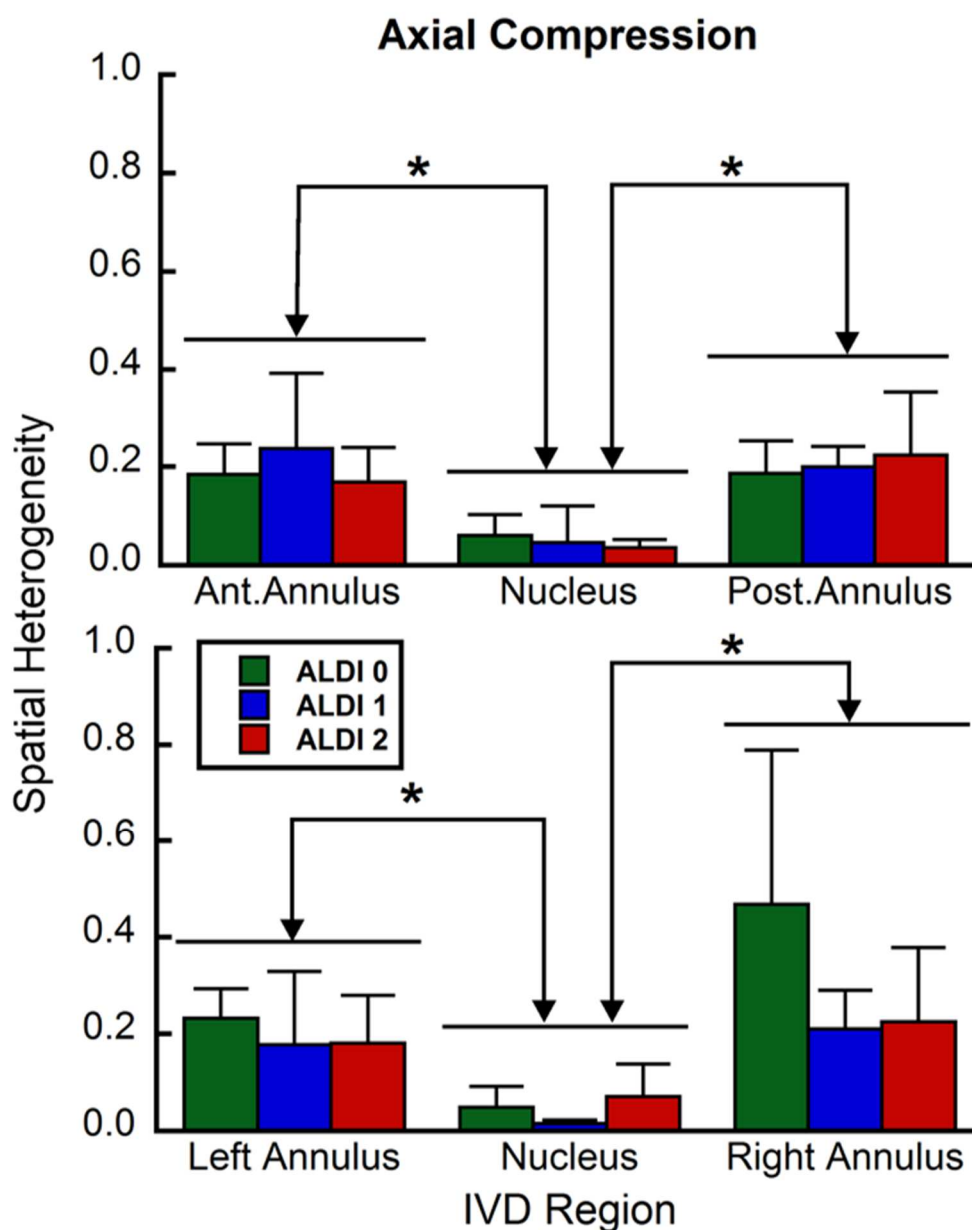 Axial Compression
1.0
0.8
0.6
0.4
0.2
0.0
* *
Ant.Annulus Nucleus Post.Annulus
Spatial Heterogeneity
1.0
0.8
0.6
0.4
0.2
0.0
ALDI 0
ALDI 1
ALDI 2
* *
Left Annulus Nucleus Right Annulus
IVD Region